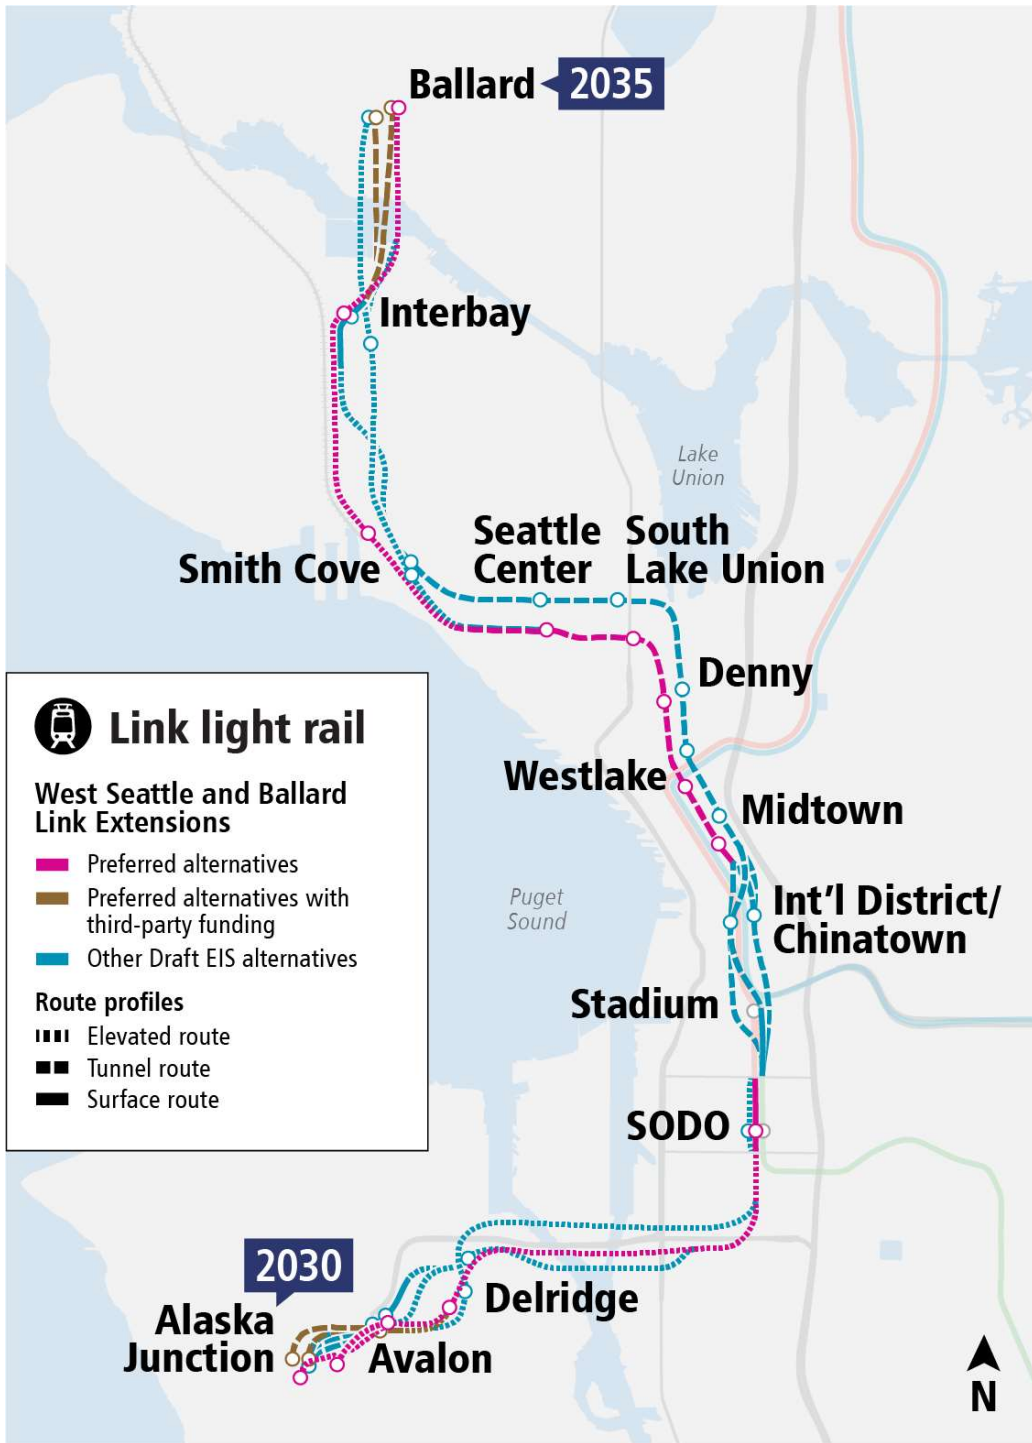 Ballard
2035
Interbay
Lake
Union
Seattle
Center
South
Lake Union
Smith Cove
Denny
Westlake
Midtown
Int'l District/
Chinatown
Puget
Sound
Stadium
SODO
Link light rail
West Seattle and Ballard
Link Extensions
Preferred alternatives
Preferred alternatives with
third-party funding
Other Draft EIS alternatives
Route profiles
Elevated route
Tunnel route
Surface route
2030
Alaska
Junction
Delridge
Avalon
N